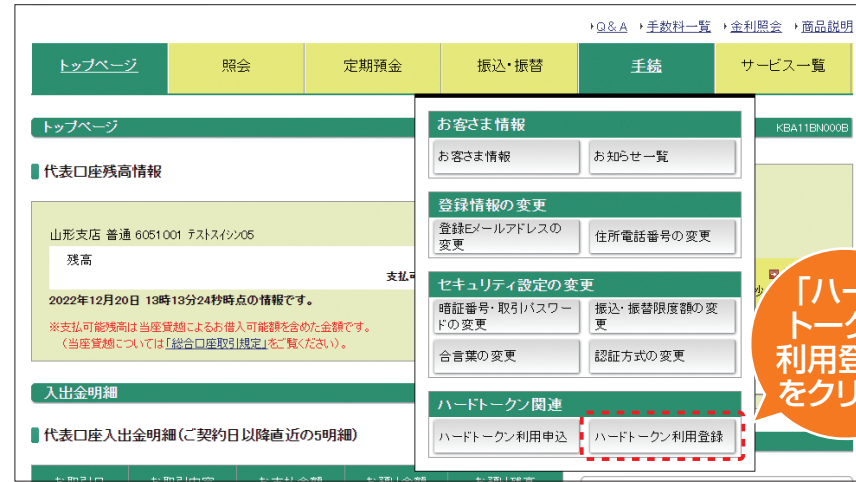 Q&A 手数料一覧 金利照会 商品説明
トップページ 照会 定期預金 振込・振替 手続 サービス一覧
トップページ
KBA11BN000B
代表口座残高情報
山形支店 普通 6051001 テストスイシン05
残高
2022年12月20日 13時13分24秒時点の情報です。
※支払可能残高は当座貸越によるお借入可能額を含めた金額です。
(当座貸越については「総合口座取引規定」をご覧ください)。
入出金明細
代表口座入出金明細(ご契約日以降直近の5明細)
お客さま情報
お客さま情報 お知らせ一覧
登録情報の変更
登録Eメールアドレスの
変更
住所電話番号の変更
セキュリティ設定の変更
暗証番号・取引パスワー
ドの変更
振込・振替限度額の変
更
合言葉の変更 認証方式の変更
ハードトークン関連
ハードトークン利用申込 ハードトークン利用登録
「ハー
トーク
利用登
をクリ